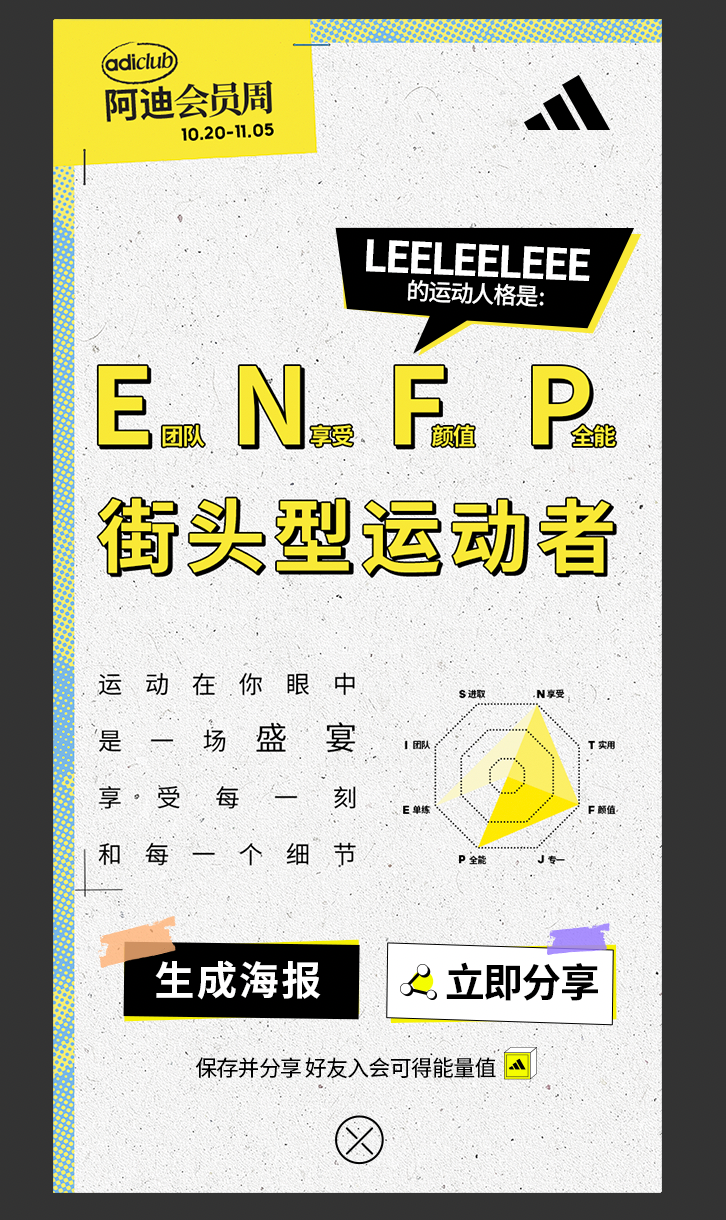 adiclub
阿迪会员周
10.20-11.05
LEELEELEEE
的运动人格是:
E 团队 N 享受 F 颜值 P 全能
街头型运动者
运动在你眼中
是一场盛宴
享受每一刻
和每一个细节
S 进取
N 享受
I 团队
T 实用
E 单练
F 颜值
P 全能
J 专一
生成海报
立即分享
保存并分享 好友入会可得能量值